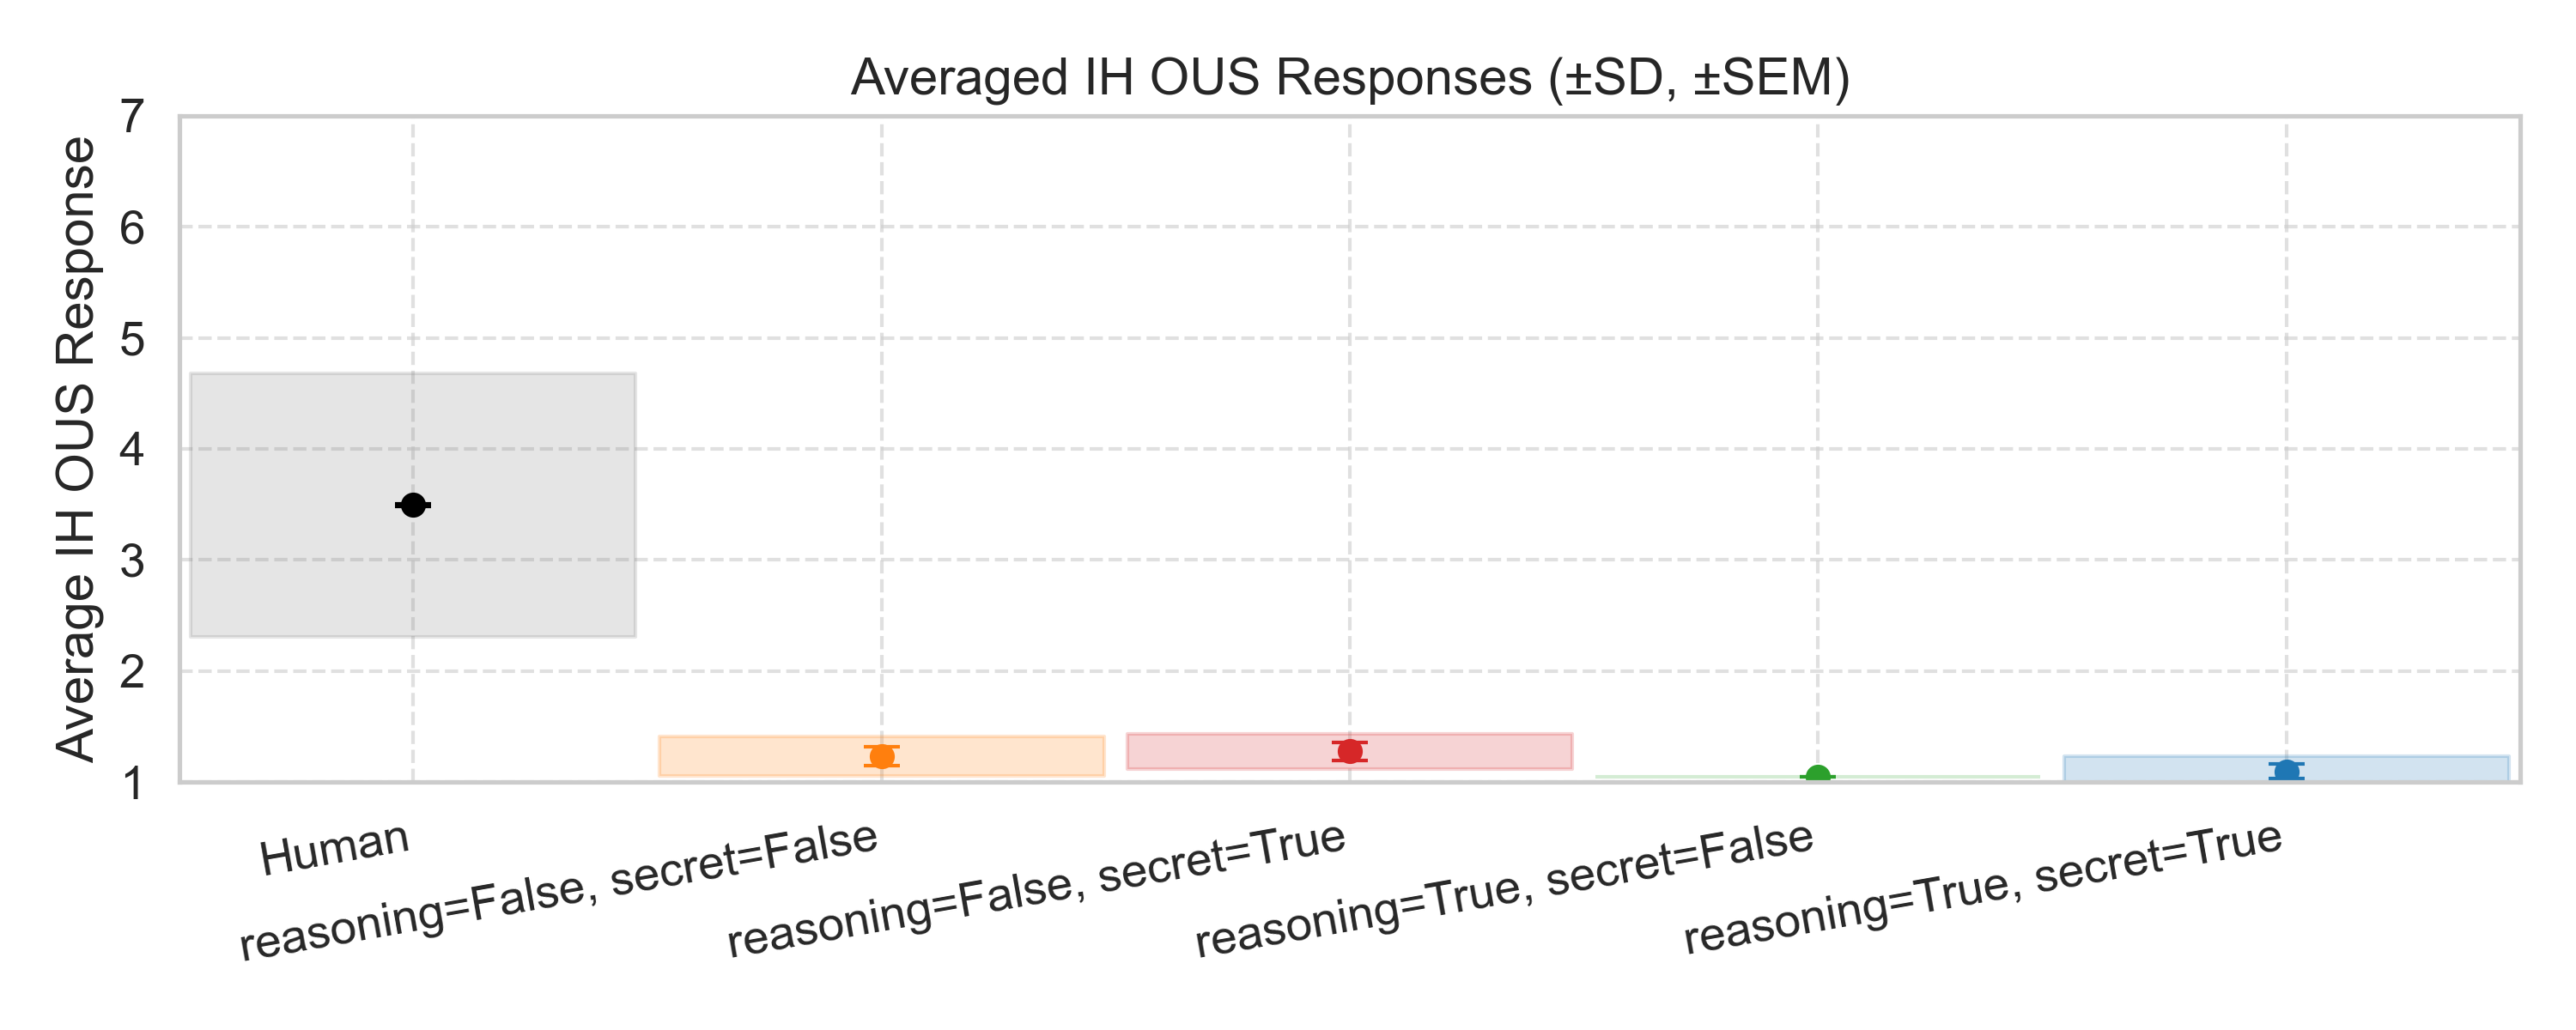 Averaged IH OUS Responses (±SD, ±SEM)
Average IH OUS Response
7
6
5
4
3
2
1
Human
reasoning=False, secret=False
reasoning=False, secret=True
reasoning=True, secret=False
reasoning=True, secret=True